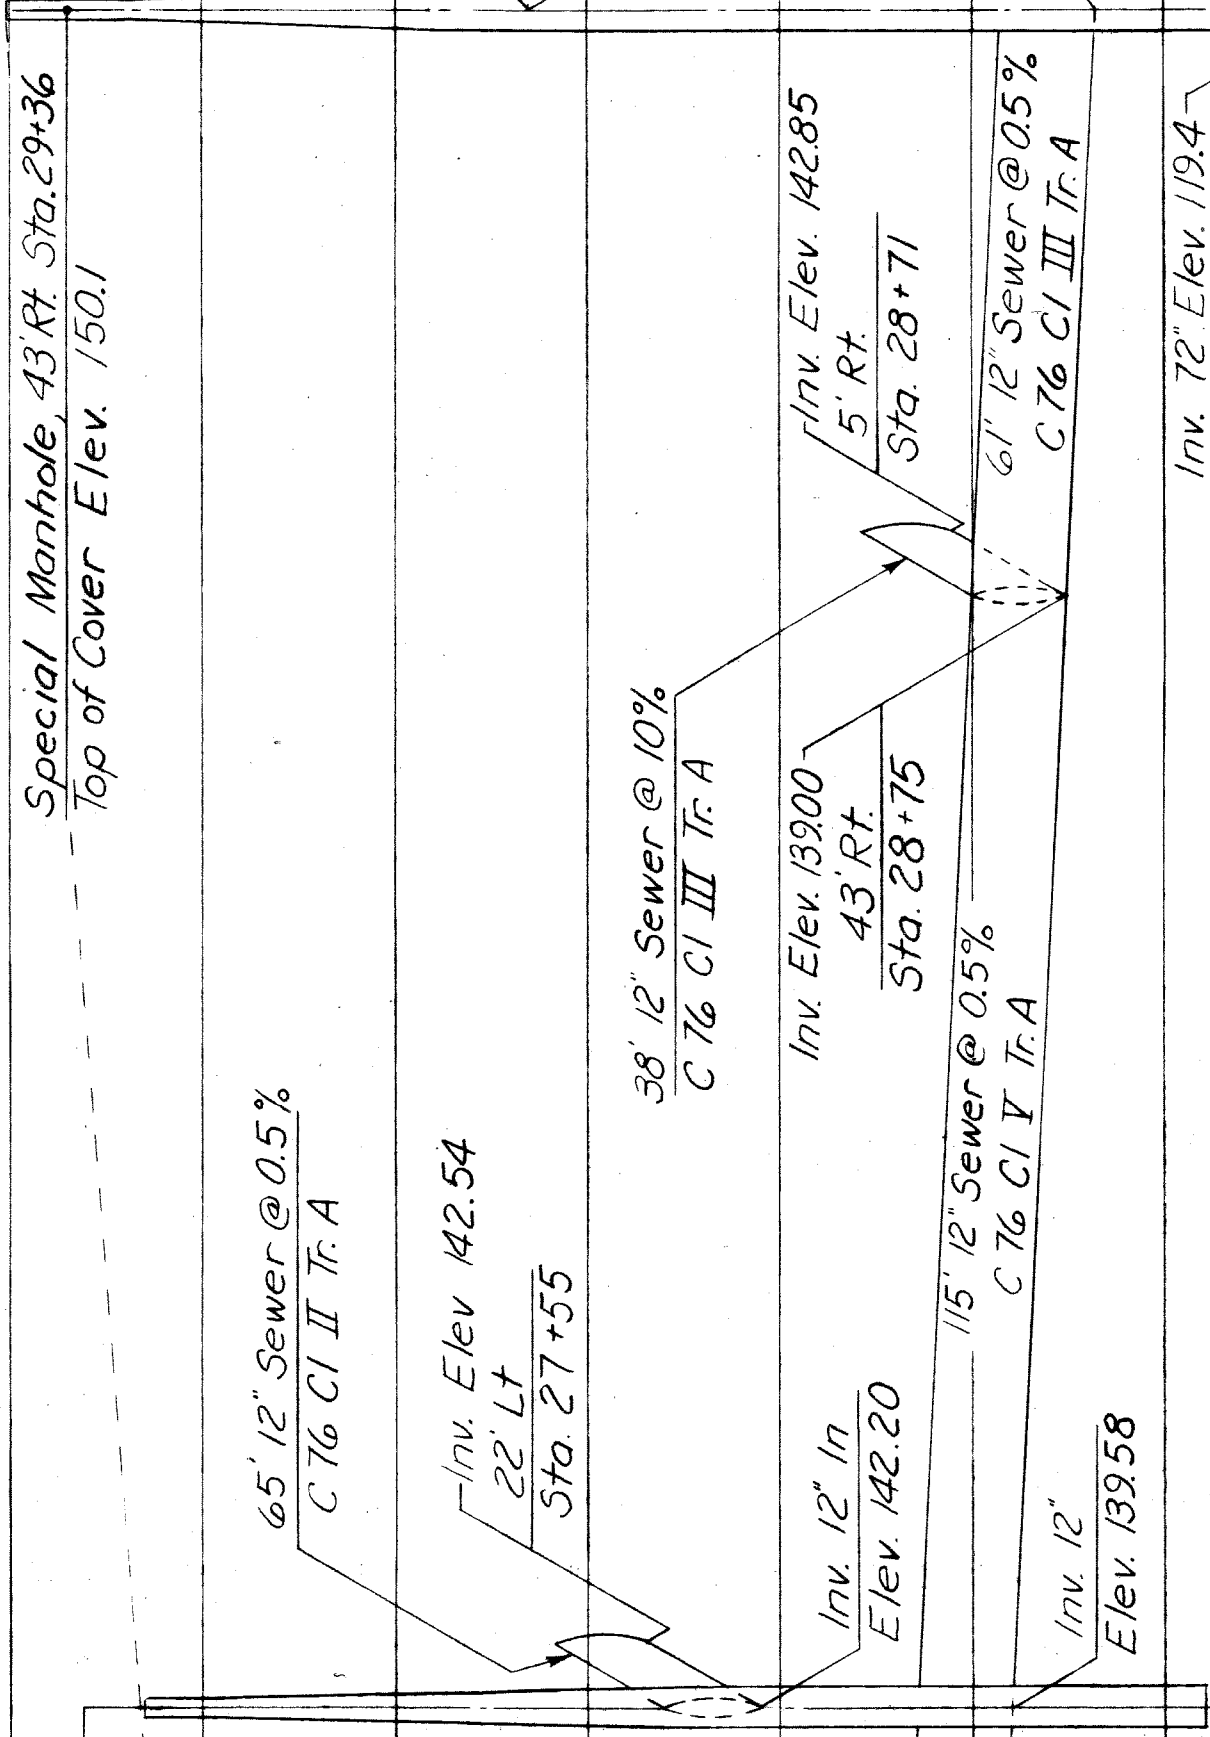 Special Manhole, 43' Rt. Sta. 29+36
Top of Cover Elev. 150.1
65' 12" Sewer @ 0.5%
C 76 Cl II Tr. A
Inv. Elev 142.54
22' Lt
Sta. 27+55
38' 12" Sewer @ 10%
C 76 Cl III Tr. A
Inv. Elev. 142.85
5' Rt.
Sta. 28+71
Inv. Elev. 139.00
43' Rt.
Sta. 28+75
Inv. 12" In
Elev. 142.20
115' 12" Sewer @ 0.5%
C 76 Cl V Tr. A
61' 12" Sewer @ 0.5%
C 76 Cl III Tr. A
Inv. 12"
Elev. 139.58
Inv. 72" Elev. 119.4